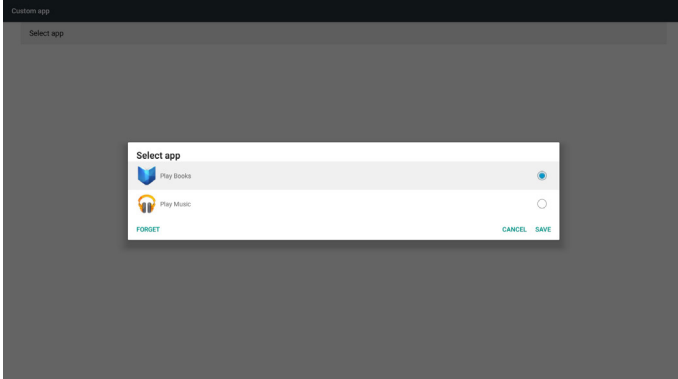 Custom app
Select app
Select app
Play Books
Play Music
FORGET CANCEL SAVE